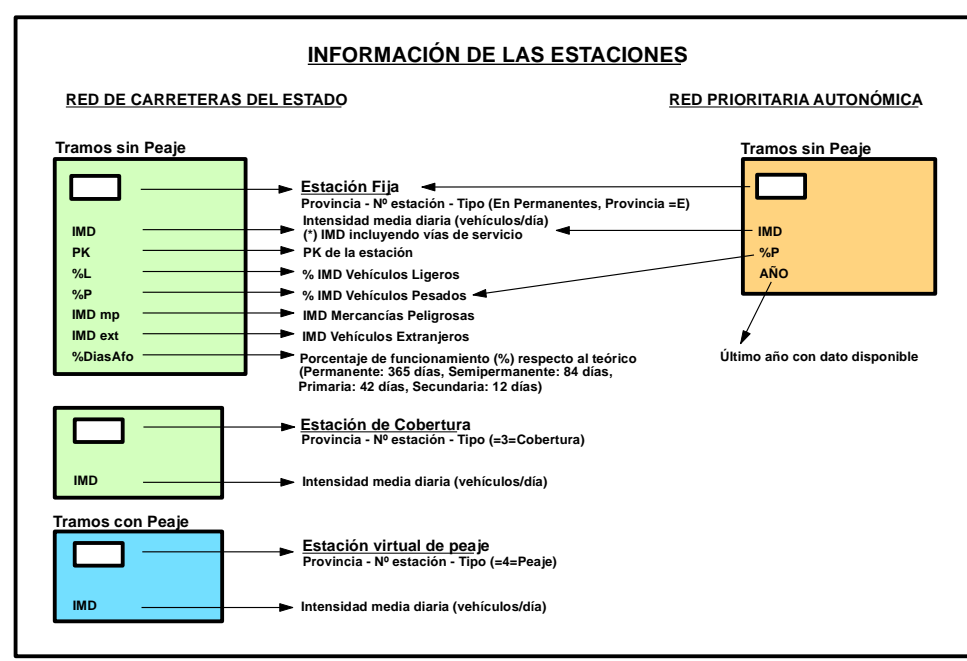 INFORMACIÓN DE LAS ESTACIONES
RED DE CARRETERAS DEL ESTADO
RED PRIORITARIA AUTONÓMICA
Tramos sin Peaje
Estación Fija
Provincia - Nº estación - Tipo (En Permanentes, Provincia =E)
IMD
Intensidad media diaria (vehículos/día)
(*) IMD incluyendo vías de servicio
PK
PK de la estación
%L
% IMD Vehículos Ligeros
%P
% IMD Vehículos Pesados
IMD mp
IMD Mercancías Peligrosas
IMD ext
IMD Vehículos Extranjeros
%DiasAfo
Porcentaje de funcionamiento (%) respecto al teórico
(Permanente: 365 días, Semipermanente: 84 días,
Primaria: 42 días, Secundaria: 12 días)
Tramos sin Peaje
IMD
%P
AÑO
Último año con dato disponible
Estación de Cobertura
Provincia - Nº estación - Tipo (=3=Cobertura)
IMD
Intensidad media diaria (vehículos/día)
Tramos con Peaje
Estación virtual de peaje
Provincia - Nº estación - Tipo (=4=Peaje)
IMD
Intensidad media diaria (vehículos/día)